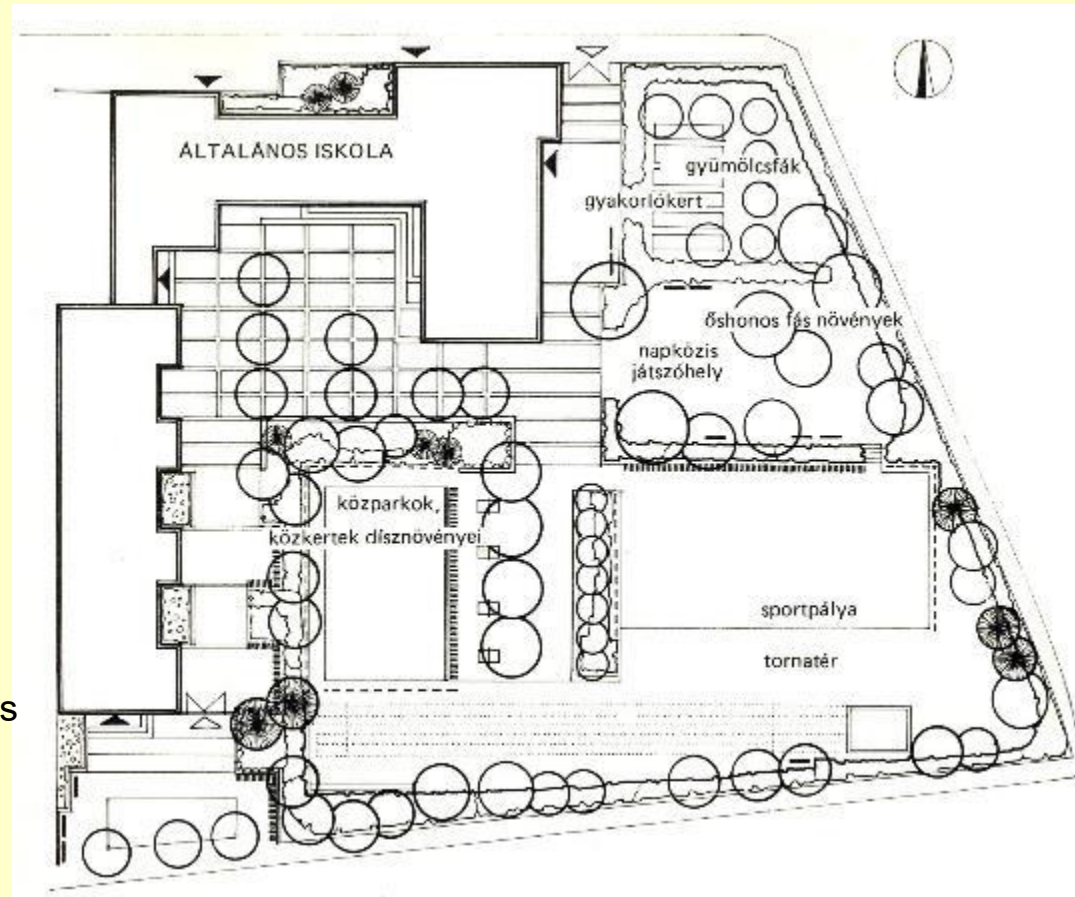 ÁLTALÁNOS ISKOLA
gyümölcsfák
gyakorlókert
őshonos fás növények
napközis
játszóhely
közparkok,
közkertek dísznövényei
sportpálya
tornatér
s